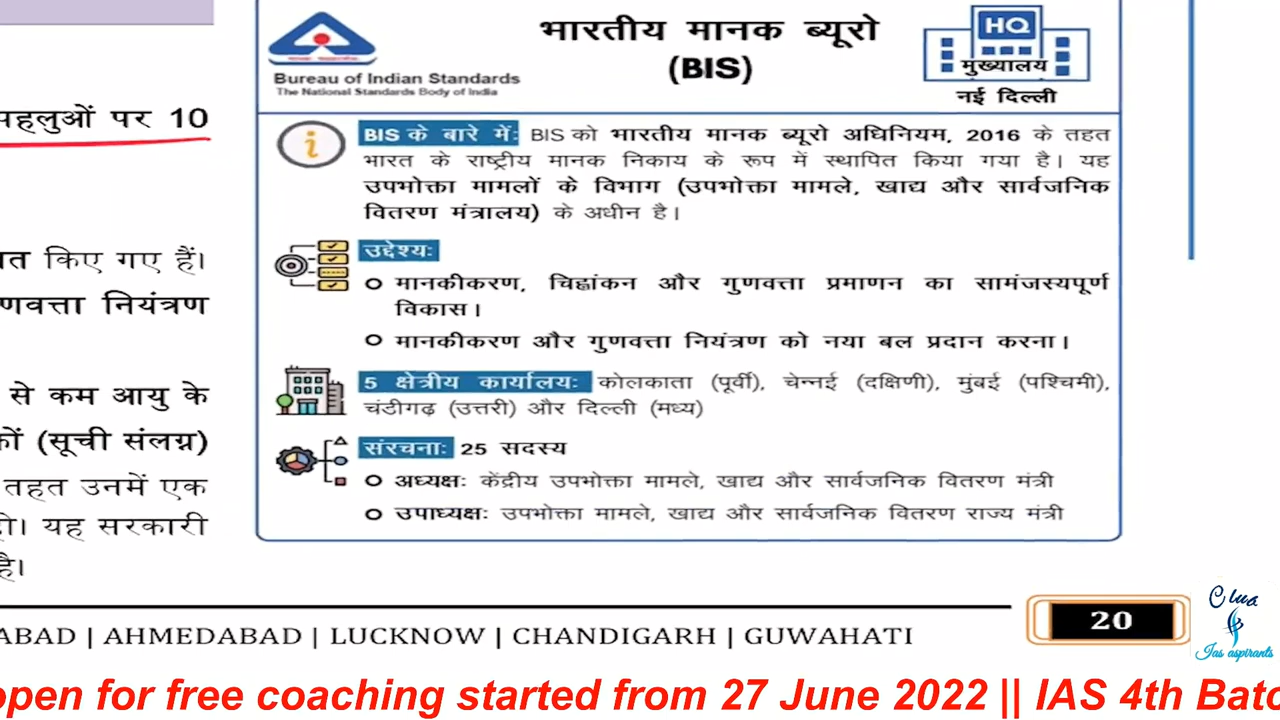 पहलुओं पर 10
किए गए हैं।
नियंत्रण
से कम आयु के
(सूची संलग्न)
तहत उनमें एक
यह सरकारी
है।
Bureau of Indian Standards
The National Standards Body of India
भारतीय मानक ब्यूरो
(BIS)
HQ
मुख्यालय
नई दिल्ली
BIS के बारे में: BIS को भारतीय मानक ब्यूरो अधिनियम, 2016 के तहत
भारत के राष्ट्रीय मानक निकाय के रूप में स्थापित किया गया है। यह
उपभोक्ता मामलों के विभाग (उपभोक्ता मामले, खाद्य और सार्वजनिक
वितरण मंत्रालय) के अधीन है।
उद्देश्य:
मानकीकरण, चिह्वांकन और गुणवत्ता प्रमाणन का सामंजस्यपूर्ण
विकास।
मानकीकरण और गुणवत्ता नियंत्रण को नया बल प्रदान करना।
5 क्षेत्रीय कार्यालय: कोलकाता (पूर्वी), चेन्नई (दक्षिणी), मुंबई (पश्चिमी),
चंडीगढ़ (उत्तरी) और दिल्ली (मध्य)
संरचना: 25 सदस्य
अध्यक्ष: केंद्रीय उपभोक्ता मामले, खाद्य और सार्वजनिक वितरण मंत्री
उपाध्यक्ष: उपभोक्ता मामले, खाद्य और सार्वजनिक वितरण राज्य मंत्री
ABAD | AHMEDABAD | LUCKNOW | CHANDIGARH | GUWAHATI
20
Ias aspirants
open for free coaching started from 27 June 2022 || IAS 4th Batc